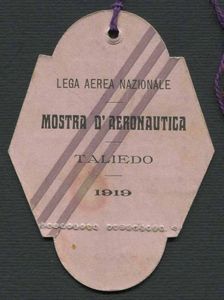 LEGA AEREA NAZIONALE
MOSTRA D'AERONAUTICA
TALIEDO
1919